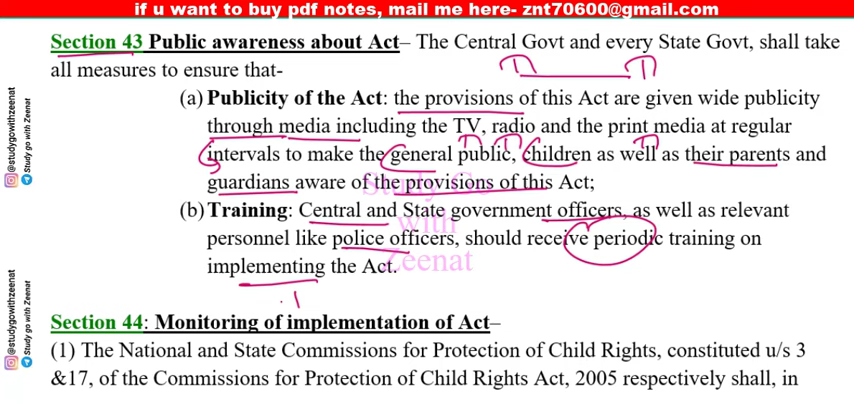 if u want to buy pdf notes, mail me here- znt70600@gmail.com
Section 43 Public awareness about Act– The Central Govt and every State Govt, shall take
all measures to ensure that-
(a) Publicity of the Act: the provisions of this Act are given wide publicity
through media including the TV, radio and the print media at regular
intervals to make the general public, children as well as their parents and
guardians aware of the provisions of this Act;
(b) Training: Central and State government officers, as well as relevant
personnel like police officers, should receive periodic training on
implementing the Act.
Section 44: Monitoring of implementation of Act–
(1) The National and State Commissions for Protection of Child Rights, constituted u/s 3
&17, of the Commissions for Protection of Child Rights Act, 2005 respectively shall, in
Study Go
with
Zeenat
@studygowithzeenat
Study go with Zeenat
@studygowithzeenat
Study go with Zeenat